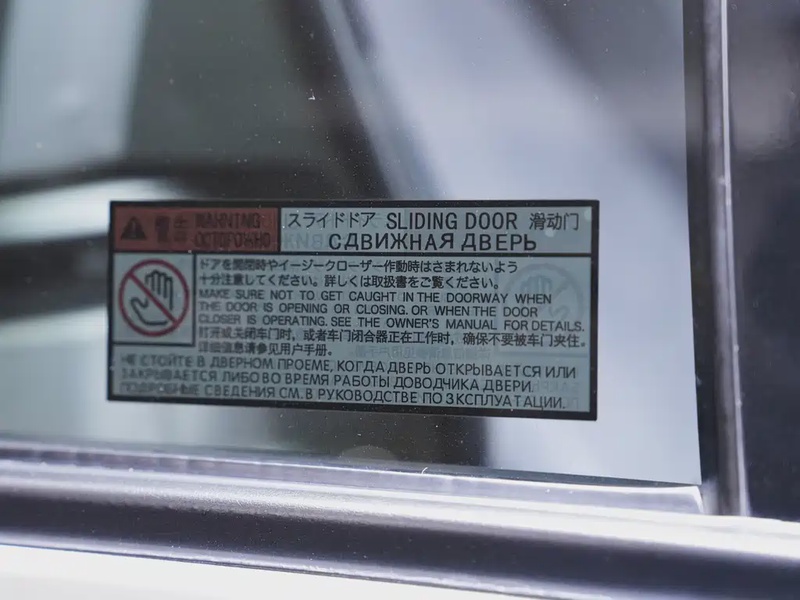 警告 WARNING
ОСТОРОЖНО
スライドドア SLIDING DOOR 滑动门
СДВИЖНАЯ ДВЕРЬ
ドアを開閉時やイージークローザー作動時はさまれないよう
十分注意してください。詳しくは取扱書をご覧ください。
MAKE SURE NOT TO GET CAUGHT IN THE DOORWAY WHEN
THE DOOR IS OPENING OR CLOSING. OR WHEN THE DOOR
CLOSER IS OPERATING. SEE THE OWNER'S MANUAL FOR DETAILS.
打开或关闭车门时，或者车门闭合器正在工作时，确保不要被车门夹住。
详细信息请参见用户手册。
НЕ СТОЙТЕ В ДВЕРНОМ ПРОЕМЕ, КОГДА ДВЕРЬ ОТКРЫВАЕТСЯ ИЛИ
ЗАКРЫВАЕТСЯ ЛИБО ВО ВРЕМЯ РАБОТЫ ДОВОДЧИКА ДВЕРИ.
ПОДРОБНЫЕ СВЕДЕНИЯ СМ. В РУКОВОДСТВЕ ПО ЭКСПЛУАТАЦИИ.